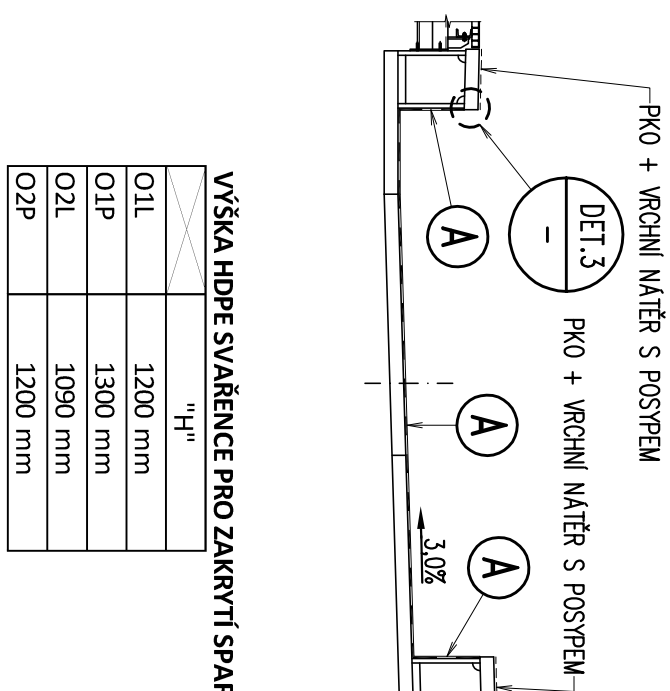 PKO + VRCHNÍ NÁTĚR S POSYPEM
DET.3
-
PKO + VRCHNÍ NÁTĚR S POSYPEM
A
A
A
3,0%
VÝŠKA HDPE SVAŘENCE PRO ZAKRYTÍ
"H"
O1L 1200 mm
O1P 1300 mm
O2L 1090 mm
O2P 1200 mm